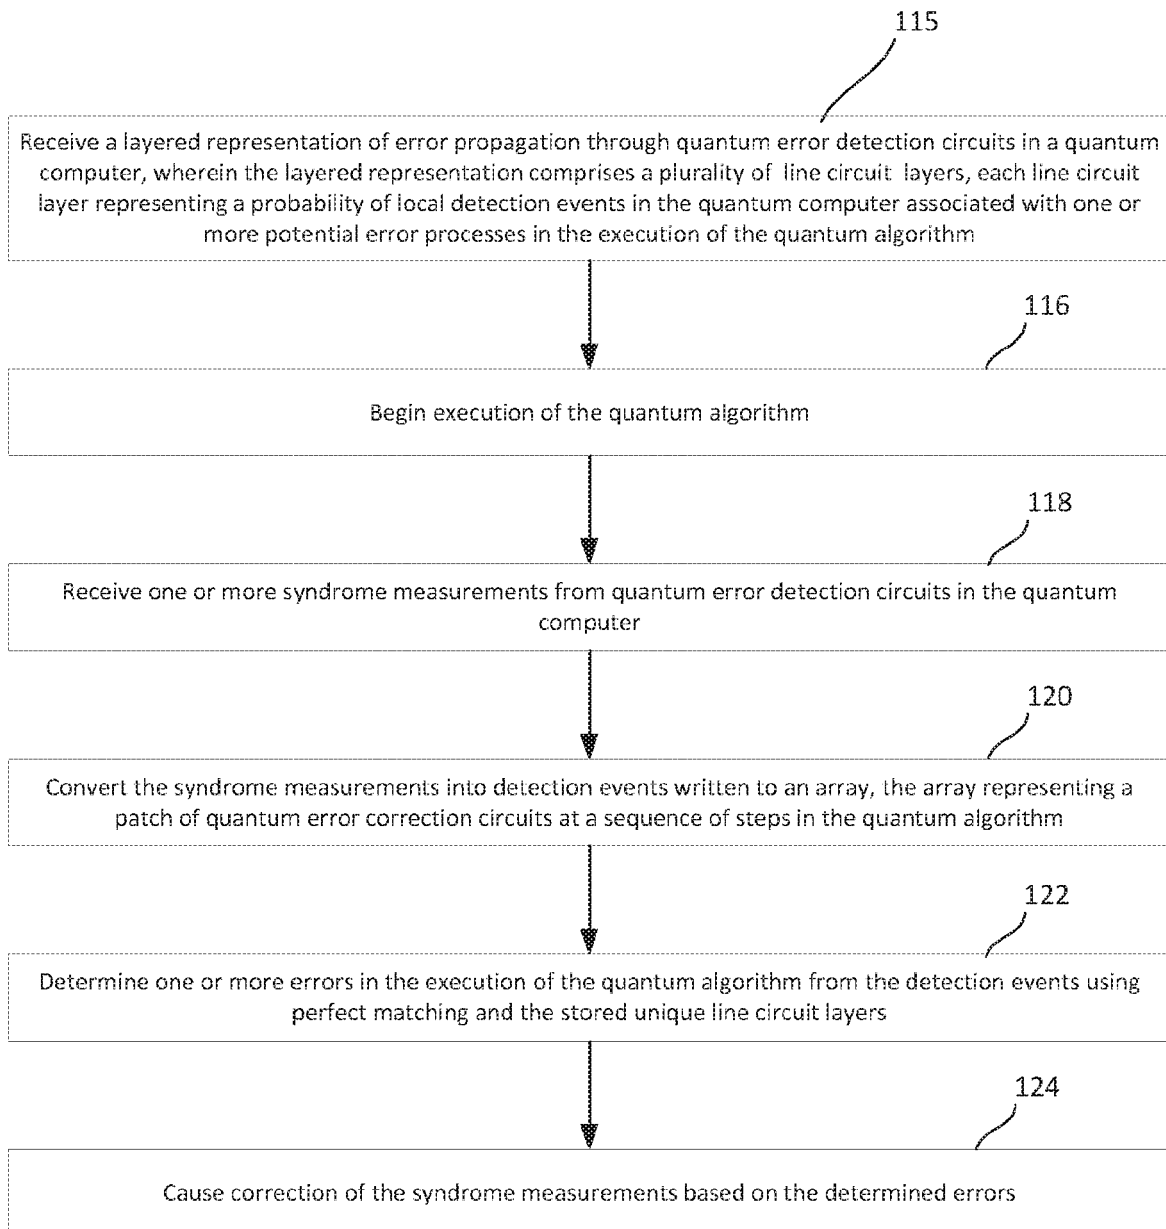 115
Receive a layered representation of error propagation through quantum error detection circuits in a quantum
computer, wherein the layered representation comprises a plurality of line circuit layers, each line circuit
layer representing a probability of local detection events in the quantum computer associated with one or
more potential error processes in the execution of the quantum algorithm
116
Begin execution of the quantum algorithm
118
Receive one or more syndrome measurements from quantum error detection circuits in the quantum
computer
120
Convert the syndrome measurements into detection events written to an array, the array representing a
patch of quantum error correction circuits at a sequence of steps in the quantum algorithm
122
Determine one or more errors in the execution of the quantum algorithm from the detection events using
perfect matching and the stored unique line circuit layers
124
Cause correction of the syndrome measurements based on the determined errors